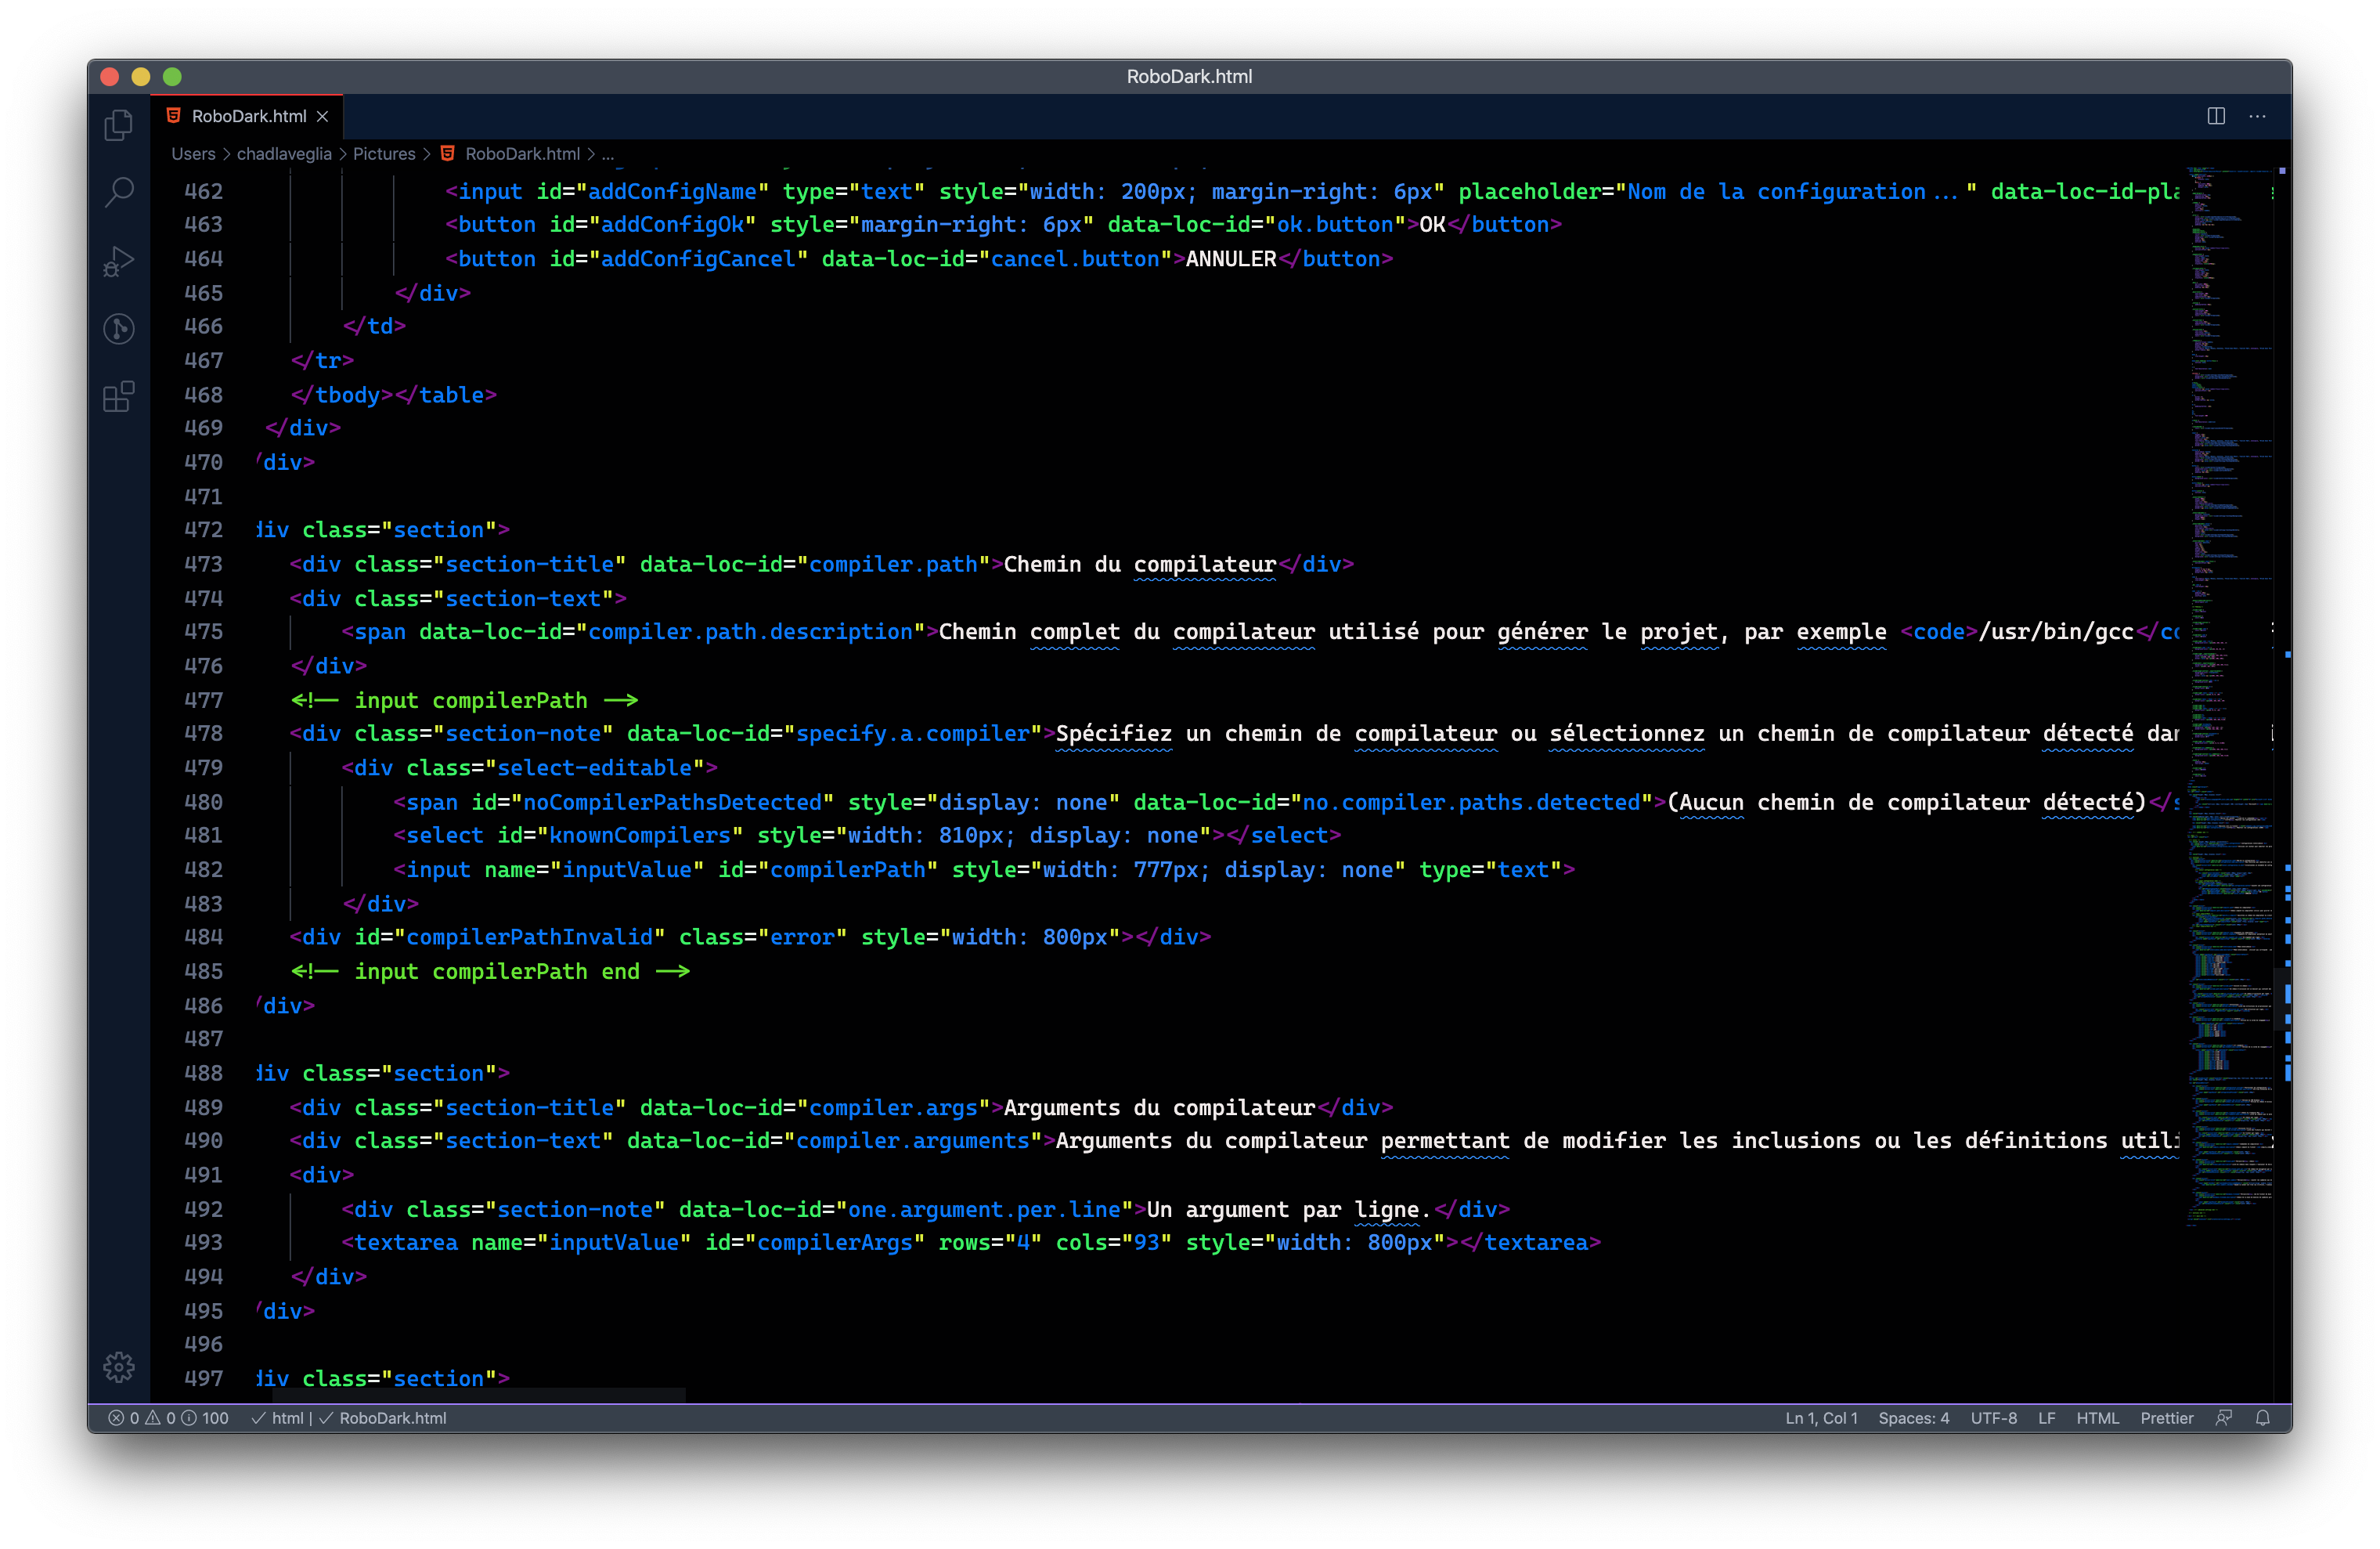 RoboDark.html
RoboDark.html
Users > chadlaveglia > Pictures > RoboDark.html > ...
462 <input id="addConfigName" type="text" style="width: 200px; margin-right: 6px" placeholder="Nom de la configuration..." data-loc-id-pla
463 <button id="addConfigOk" style="margin-right: 6px" data-loc-id="ok.button">OK</button>
464 <button id="addConfigCancel" data-loc-id="cancel.button">ANNULER</button>
465 </div>
466 </td>
467 </tr>
468 </tbody></table>
469 </div>
470 /div>
471
472 div class="section">
473 <div class="section-title" data-loc-id="compiler.path">Chemin du compilateur</div>
474 <div class="section-text">
475 <span data-loc-id="compiler.path.description">Chemin complet du compilateur utilisé pour générer le projet, par exemple <code>/usr/bin/gcc</co
476 </div>
477 <!-- input compilerPath -->
478 <div class="section-note" data-loc-id="specify.a.compiler">Spécifiez un chemin de compilateur ou sélectionnez un chemin de compilateur détecté dan
479 <div class="select-editable">
480 <span id="noCompilerPathsDetected" style="display: none" data-loc-id="no.compiler.paths.detected">(Aucun chemin de compilateur détecté)</s
481 <select id="knownCompilers" style="width: 810px; display: none"></select>
482 <input name="inputValue" id="compilerPath" style="width: 777px; display: none" type="text">
483 </div>
484 <div id="compilerPathInvalid" class="error" style="width: 800px"></div>
485 <!-- input compilerPath end -->
486 /div>
487
488 div class="section">
489 <div class="section-title" data-loc-id="compiler.args">Arguments du compilateur</div>
490 <div class="section-text" data-loc-id="compiler.arguments">Arguments du compilateur permettant de modifier les inclusions ou les définitions utili
491 <div>
492 <div class="section-note" data-loc-id="one.argument.per.line">Un argument par ligne.</div>
493 <textarea name="inputValue" id="compilerArgs" rows="4" cols="93" style="width: 800px"></textarea>
494 </div>
495 /div>
496
497 div class="section">
0 0 100 html | RoboDark.html Ln 1, Col 1 Spaces: 4 UTF-8 LF HTML Prettier